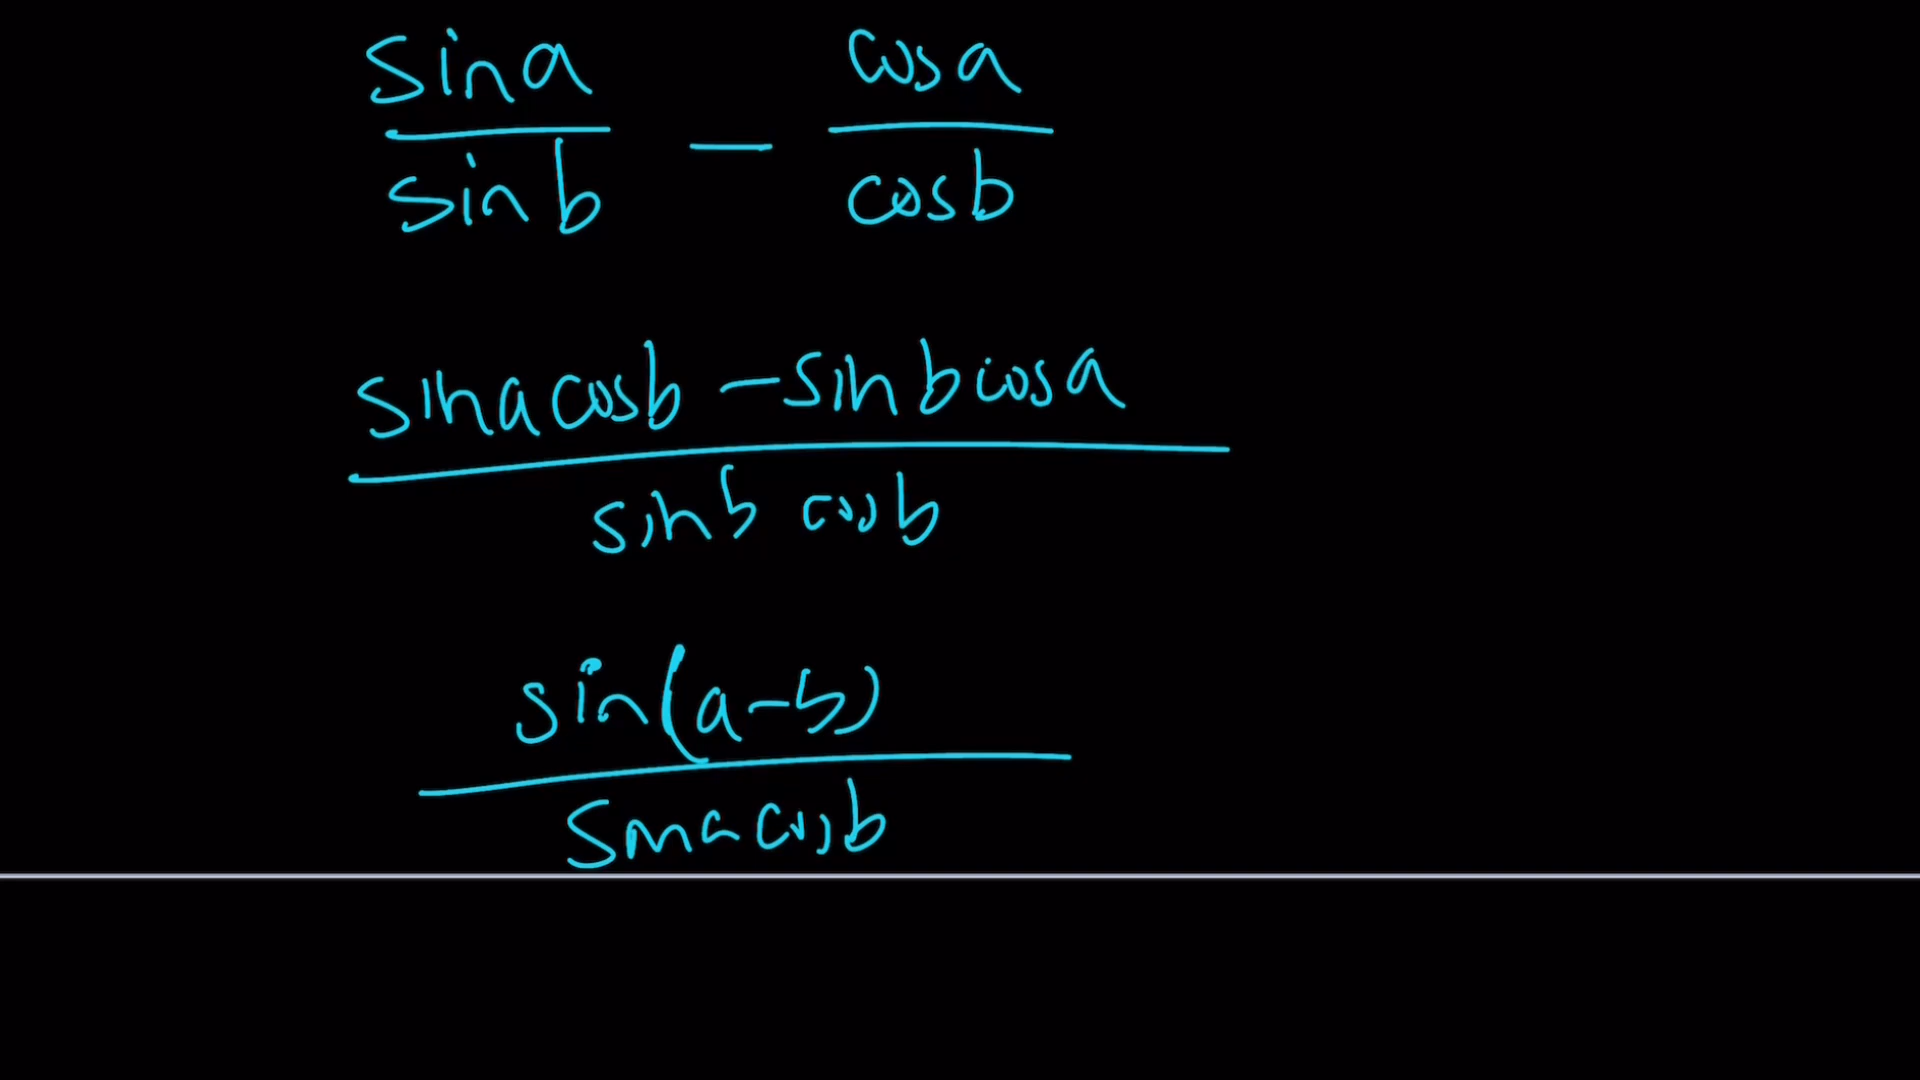 sin a / sin b − cos a / cos b
sin a cos b − sin b cos a
sin b cos b
sin(a−b)
sin a cos b